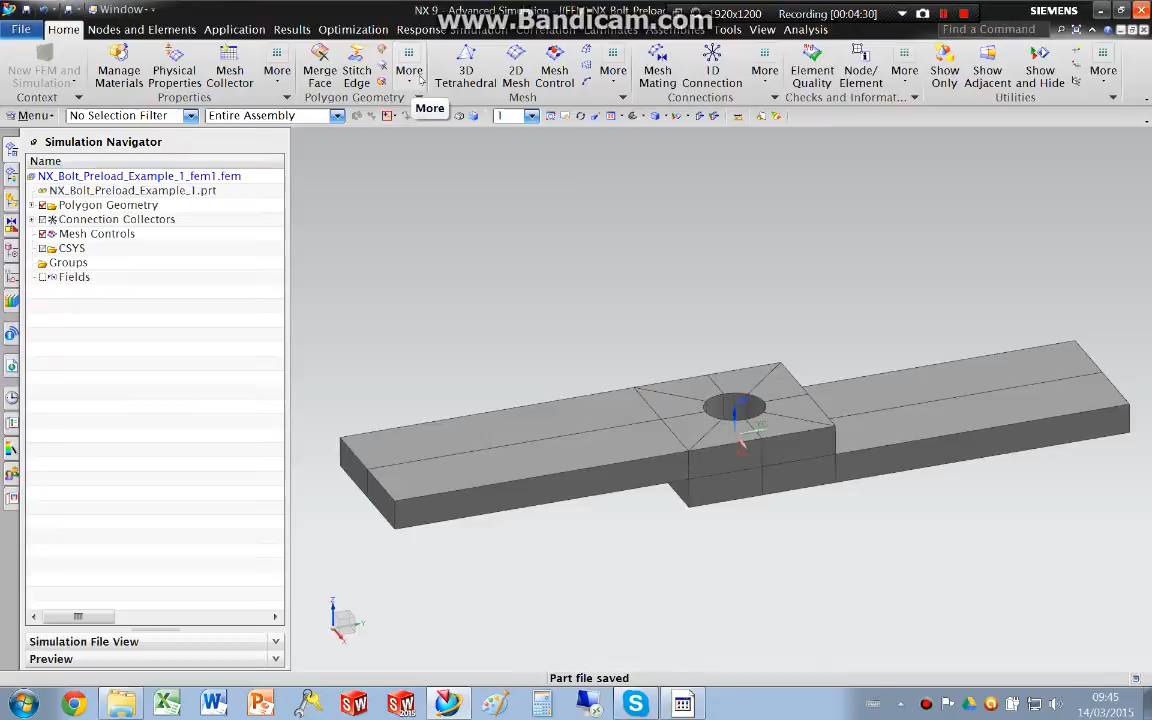 Window
NX 9 - Advanced Simulation - [(FEM) NX_Bolt_Preload
www.Bandicam.com
1920x1200
Recording [00:04:30]
SIEMENS
File
Home
Nodes and Elements
Application
Results
Optimization
Response Simulation
Laminates
Assemblies
Tools
View
Analysis
Find a Command
New FEM and Simulation
Context
Manage Materials
Physical Properties
Mesh Collector
More
Properties
Merge Face
Stitch Edge
More
Polygon Geometry
3D Tetrahedral
2D Mesh
Mesh Control
More
Mesh
Mesh Mating
1D Connection
More
Connections
Element Quality
Node/ Element
More
Checks and Informat...
Show Only
Show Adjacent
Show and Hide
More
Utilities
Menu
No Selection Filter
Entire Assembly
1
More
Simulation Navigator
Name
NX_Bolt_Preload_Example_1_fem1.fem
NX_Bolt_Preload_Example_1.prt
Polygon Geometry
Connection Collectors
Mesh Controls
CSYS
Groups
Fields
Z
Y
X
Simulation File View
Preview
Part file saved
09:45
14/03/2015